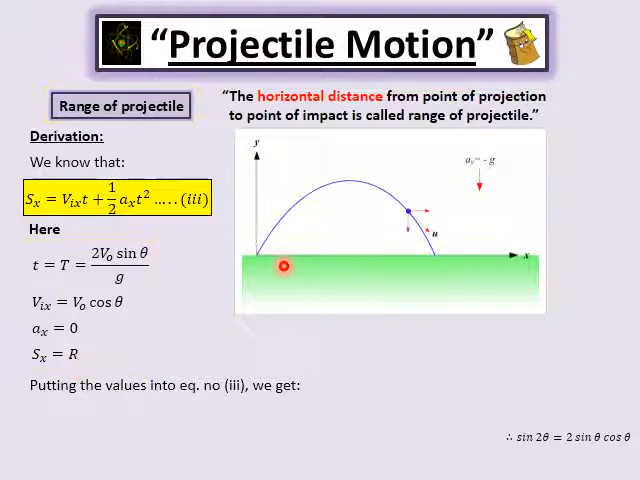 “Projectile Motion”
Range of projectile
“The horizontal distance from point of projection
to point of impact is called range of projectile.”
Derivation:
We know that:
Sₓ = Vᵢₓt + 1/2 aₓt² ….. (iii)
Here
t = T = 2Vₒ sin θ / g
Vᵢₓ = Vₒ cos θ
aₓ = 0
Sₓ = R
Putting the values into eq. no (iii), we get:
y
aᵧ = - g
u
x
∴ sin 2θ = 2 sin θ cos θ